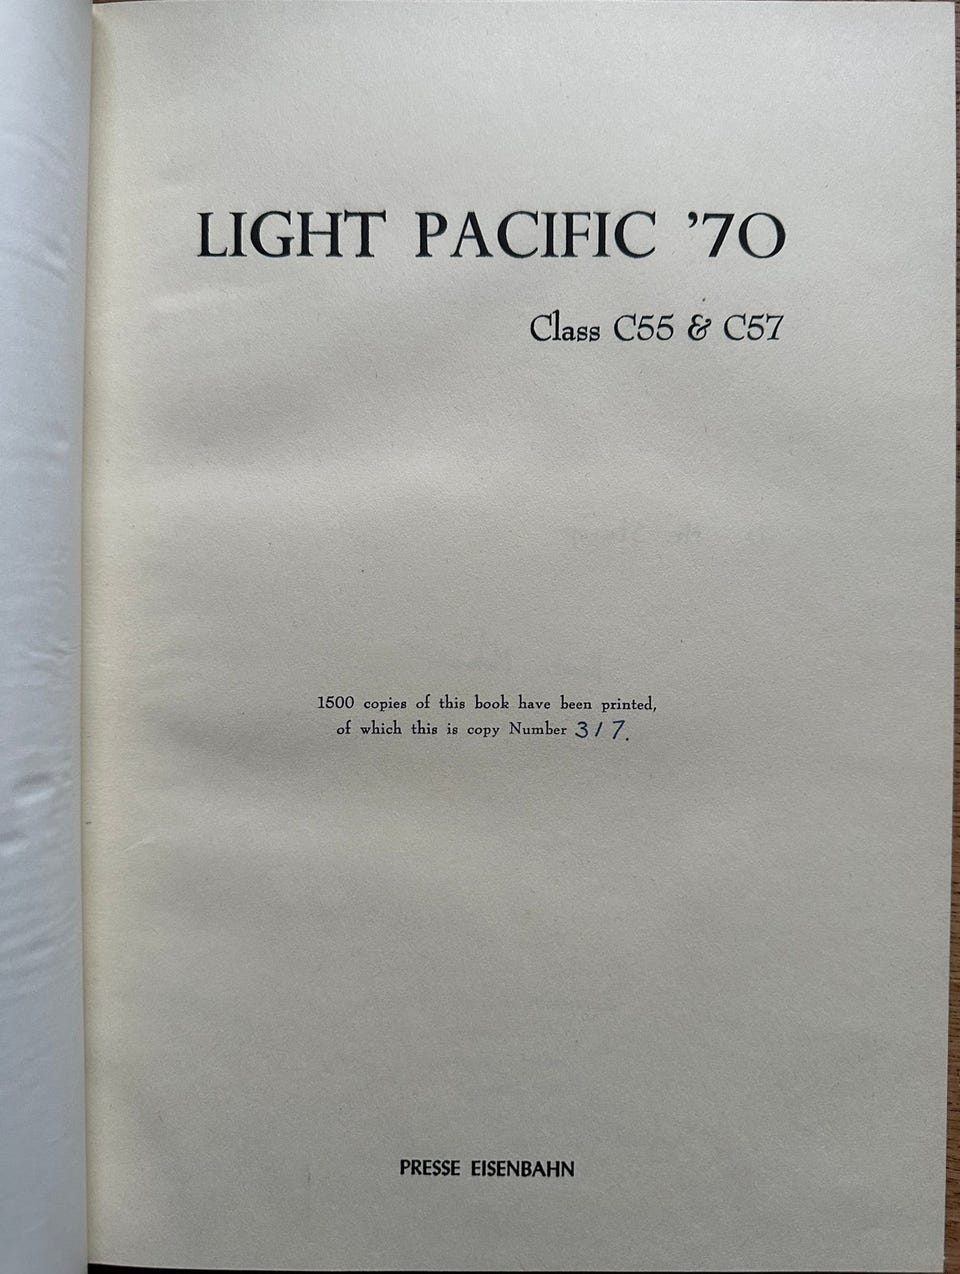 LIGHT PACIFIC '70
Class C55 & C57
1500 copies of this book have been printed,
of which this is copy Number 317.
PRESSE EISENBAHN